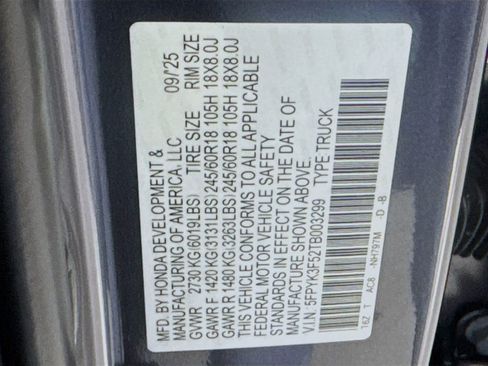 MFD. BY HONDA DEVELOPMENT &
MANUFACTURING OF AMERICA, LLC 09/25
GVWR 2730 KG(6019LBS) TIRE SIZE RIM SIZE
GAWR F 1420 KG(3131LBS)245/60R18 105H 18X8.0J
GAWR R 1480 KG(3263LBS)245/60R18 105H 18X8.0J
THIS VEHICLE CONFORMS TO ALL APPLICABLE
FEDERAL MOTOR VEHICLE SAFETY
STANDARDS IN EFFECT ON THE DATE OF
MANUFACTURE SHOWN ABOVE.
V.I.N: 5FPYK3F52TB003299 TYPE:TRUCK
16Z T AC8 -NH797M -D -B